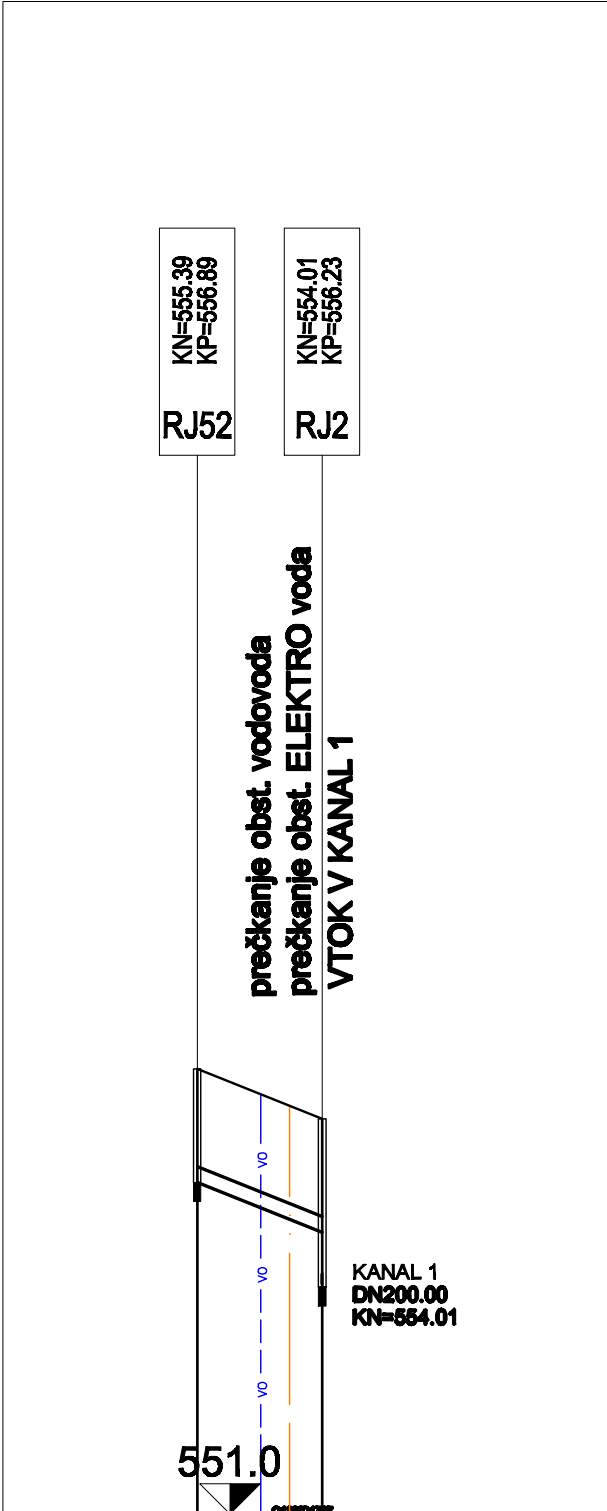 KN=555.39
KP=556.89
RJ52
KN=554.01
KP=556.23
RJ2
prečkanje obst. vodovoda
prečkanje obst. ELEKTRO voda
VTOK V KANAL 1
VO
VO
VO
KANAL 1
DN200.00
KN=554.01
551.0